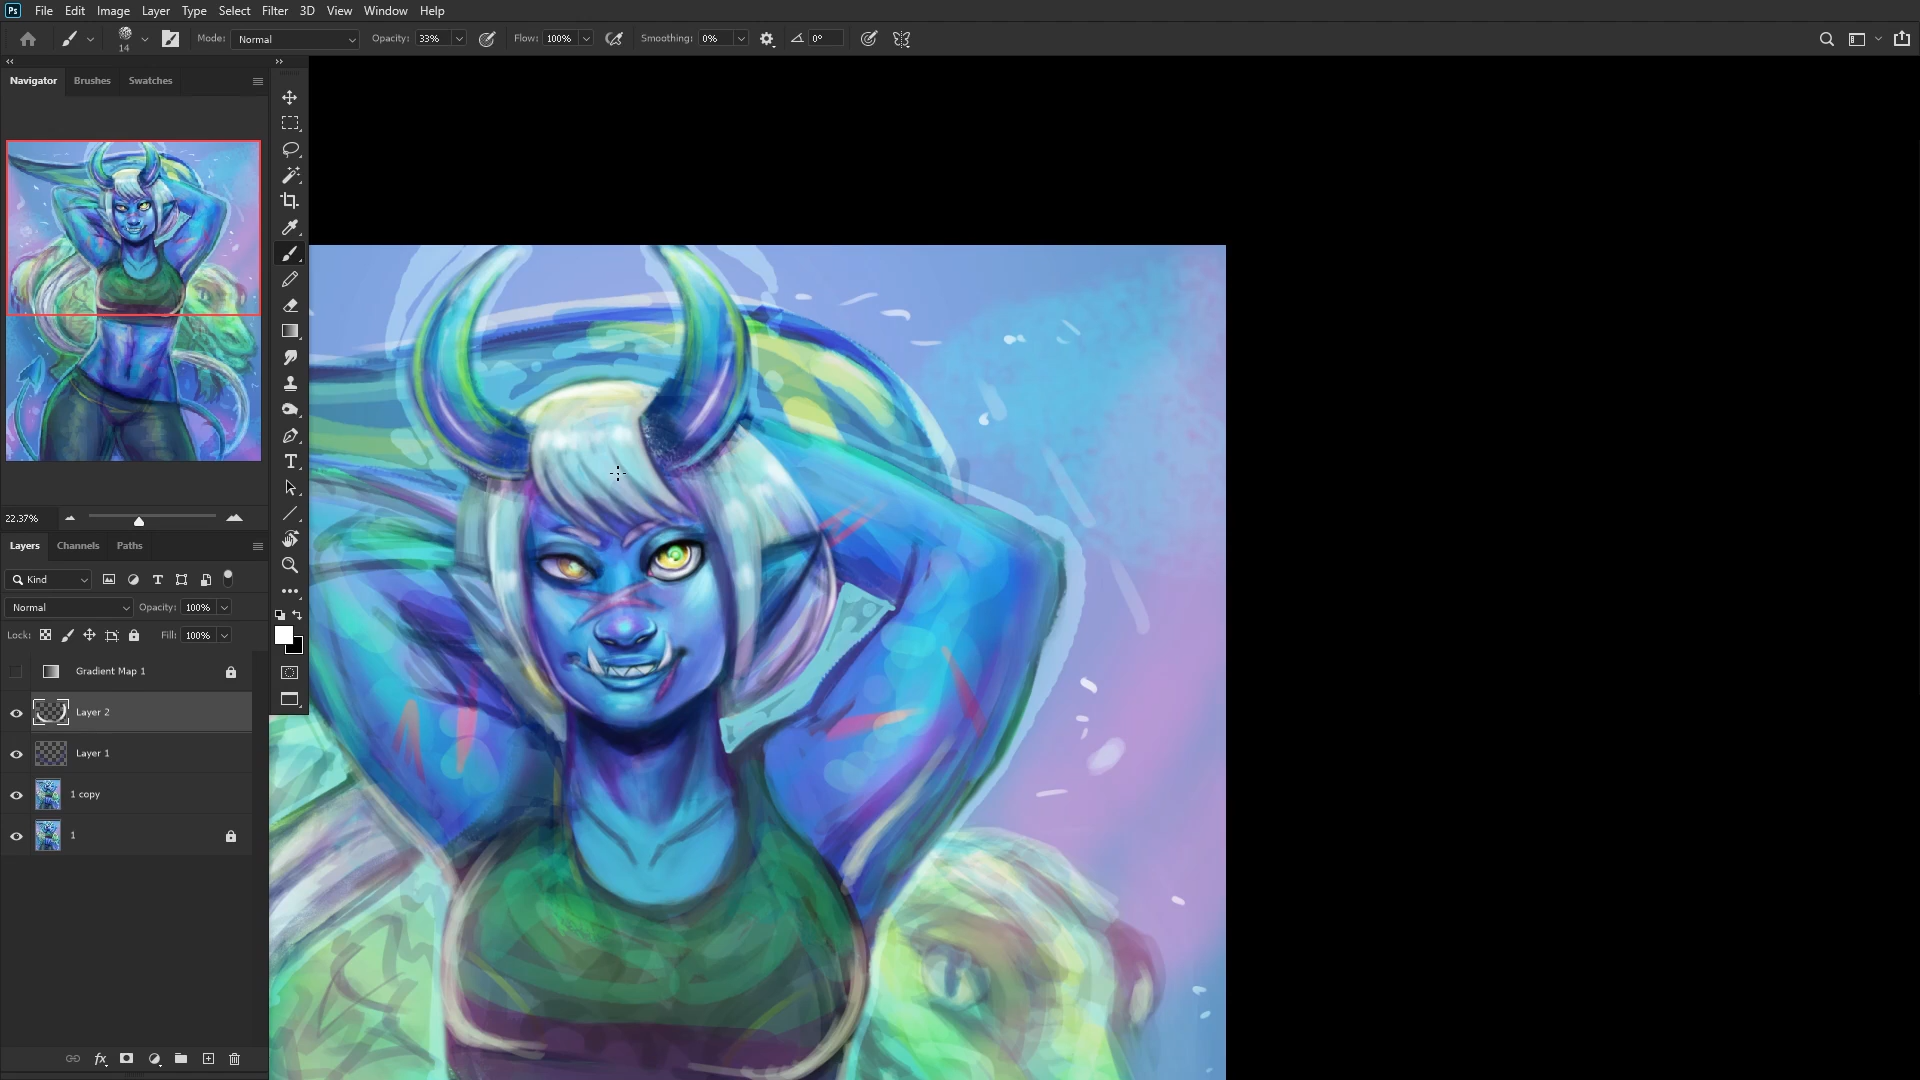 Ps File Edit Image Layer Type Select Filter 3D View Window Help
14 Mode: Normal Opacity: 33% Flow: 100% Smoothing: 0% 0°
Navigator Brushes Swatches
22.37%
Layers Channels Paths
Kind
Normal Opacity: 100%
Lock: Fill: 100%
Gradient Map 1
Layer 2
Layer 1
1 copy
1
fx